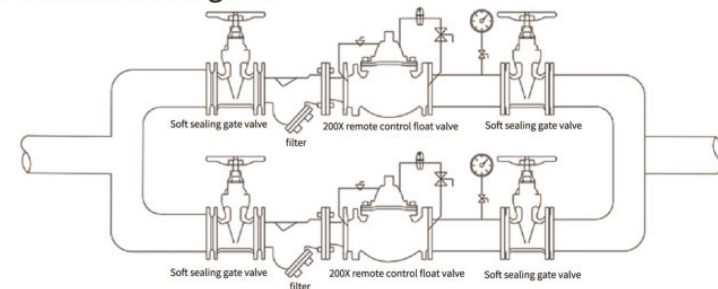 Soft sealing gate valve
filter
200X remote control float valve
Soft sealing gate valve
Soft sealing gate valve
filter
200X remote control float valve
Soft sealing gate valve